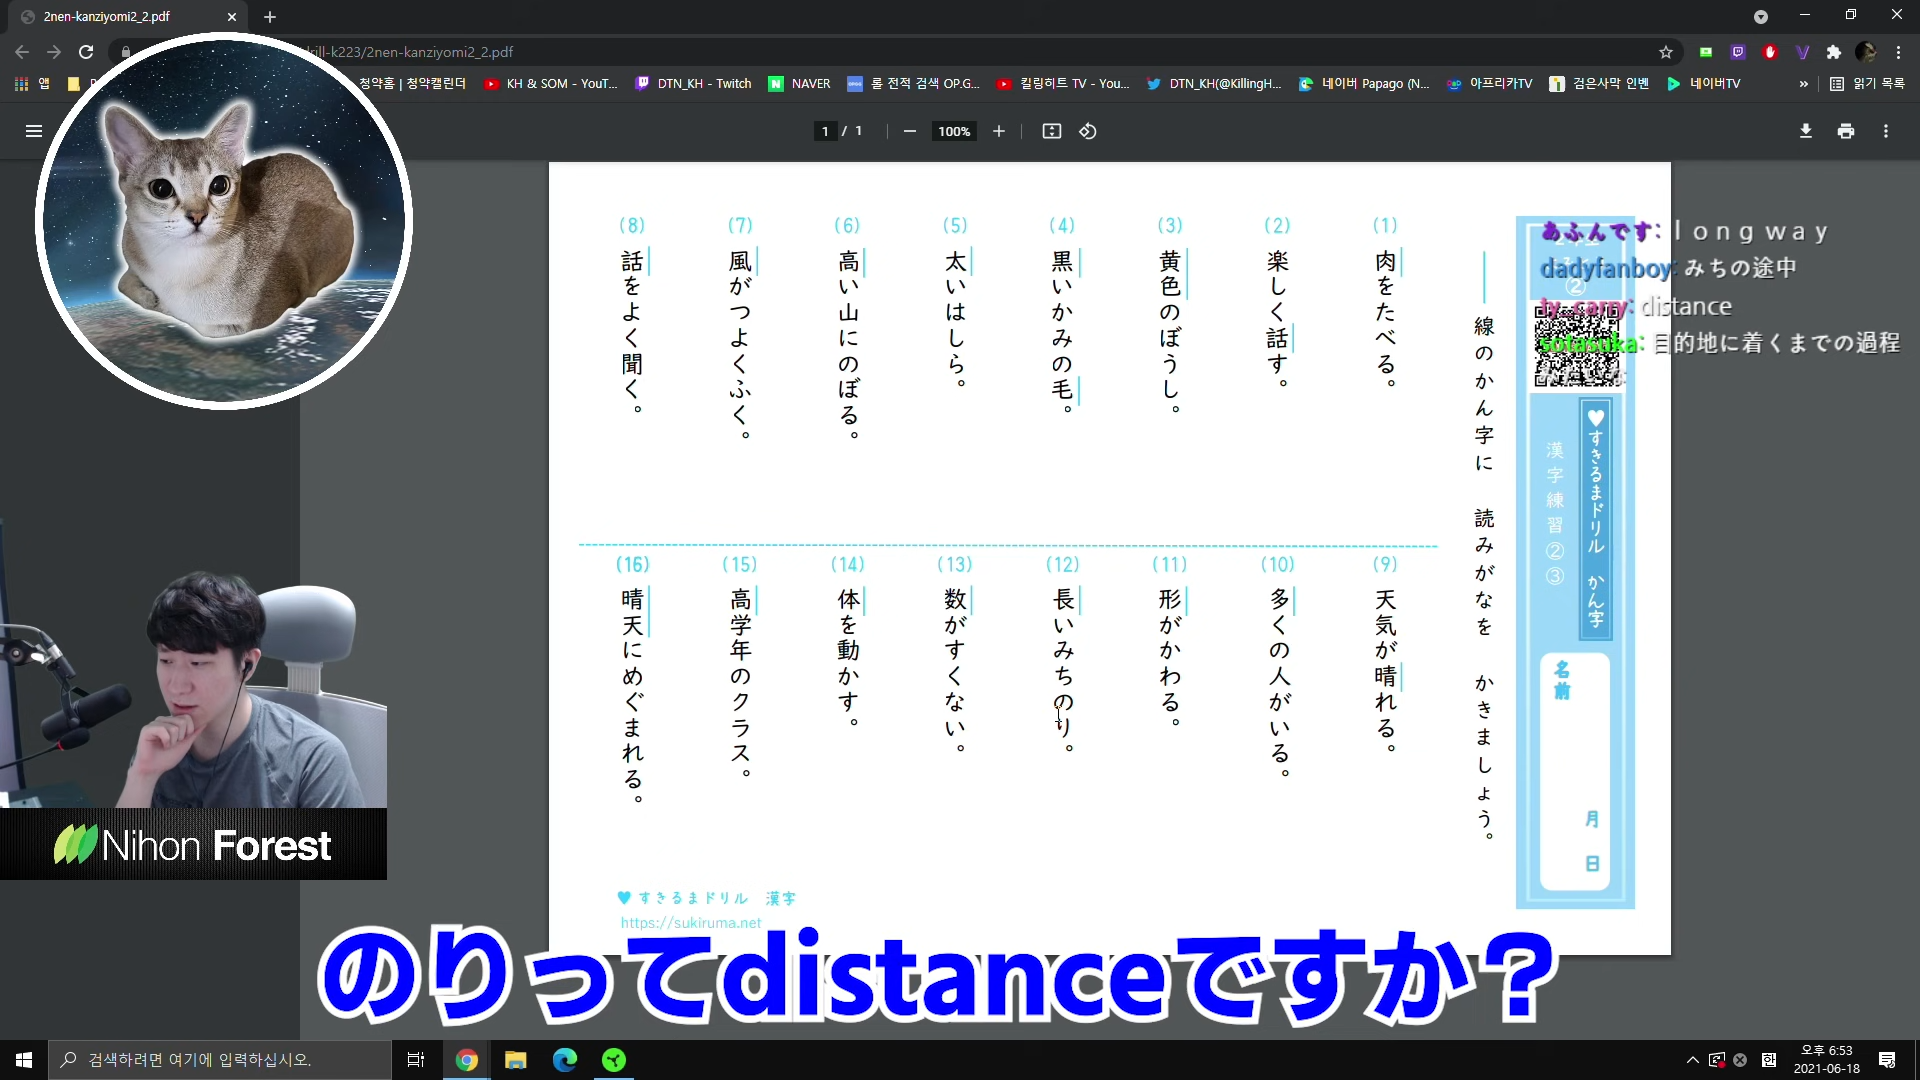 2nen-kanziyomi2_2.pdf
rill-k223/2nen-kanziyomi2_2.pdf
앱
청약홈 | 청약캘린더
KH & SOM - YouT...
DTN_KH - Twitch
NAVER
롤 전적 검색 OP.G...
킬링히트 TV - You...
DTN_KH(@KillingH...
네이버 Papago (N...
아프리카TV
검은사막 인벤
네이버TV
»
읽기 목록
1 / 1
100%
あふんです: long way
dadyfanboy: みちの途中
ty_carry: distance
sotasuka: 目的地に着くまでの過程
みたいな
②
♥すきるまドリル かん字
漢字練習②③
名前
月
日
線のかん字に 読みがなを かきましょう。
(1) 肉をたべる。
(2) 楽しく話す。
(3) 黄色のぼうし。
(4) 黒いかみの毛。
(5) 太いはしら。
(6) 高い山にのぼる。
(7) 風がつよくふく。
(8) 話をよく聞く。
(9) 天気が晴れる。
(10) 多くの人がいる。
(11) 形がかわる。
(12) 長いみちのり。
(13) 数がすくない。
(14) 体を動かす。
(15) 高学年のクラス。
(16) 晴天にめぐまれる。
♥ すきるまドリル 漢字
https://sukiruma.net
Nihon Forest
のりってdistanceですか？
검색하려면 여기에 입력하십시오.
한
오후 6:53
2021-06-18